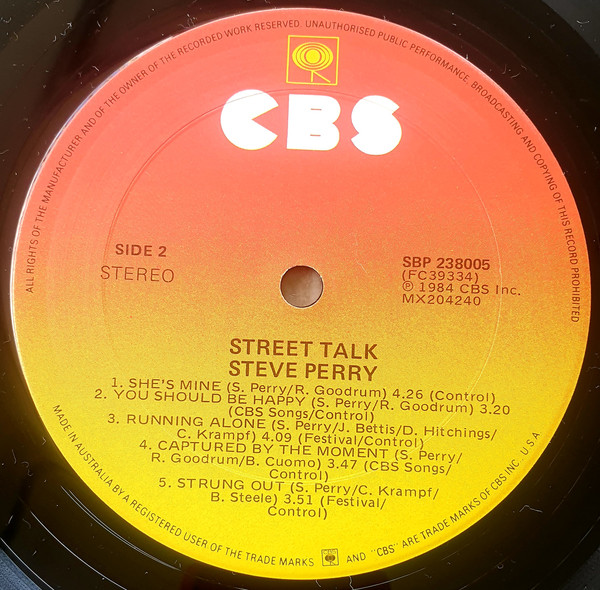 ALL RIGHTS OF THE MANUFACTURER AND OF THE OWNER OF THE RECORDED WORK RESERVED. UNAUTHORISED PUBLIC PERFORMANCE, BROADCASTING AND COPYING OF THIS RECORD PROHIBITED
CBS
SIDE 2
STEREO
SBP 238005
(FC39334)
℗ 1984 CBS Inc.
MX204240
STREET TALK
STEVE PERRY
1. SHE'S MINE (S. Perry/R. Goodrum) 4.26 (Control)
2. YOU SHOULD BE HAPPY (S. Perry/R. Goodrum) 3.20
(CBS Songs/Control)
3. RUNNING ALONE (S. Perry/J. Bettis/D. Hitchings/
C. Krampf) 4.09 (Festival/Control)
4. CAPTURED BY THE MOMENT (S. Perry/
R. Goodrum/B. Cuomo) 3.47 (CBS Songs/
Control)
5. STRUNG OUT (S. Perry/C. Krampf/
B. Steele) 3.51 (Festival/
Control)
MADE IN AUSTRALIA BY A REGISTERED USER OF THE TRADE MARKS AND "CBS" ARE TRADE MARKS OF CBS INC. U.S.A